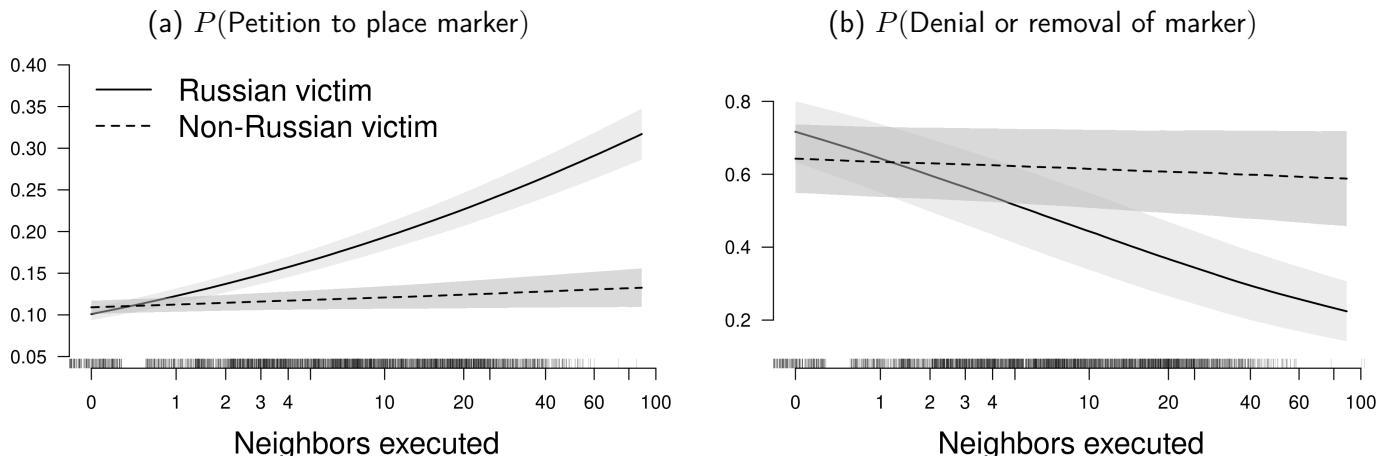 (a) P(Petition to place marker)
0.40
0.35
0.30
0.25
0.20
0.15
0.10
0.05
Russian victim
Non-Russian victim
0 1 2 3 4 10 20 40 60 100
Neighbors executed
(b) P(Denial or removal of marker)
0.8
0.6
0.4
0.2
0 1 2 3 4 10 20 40 60 100
Neighbors executed